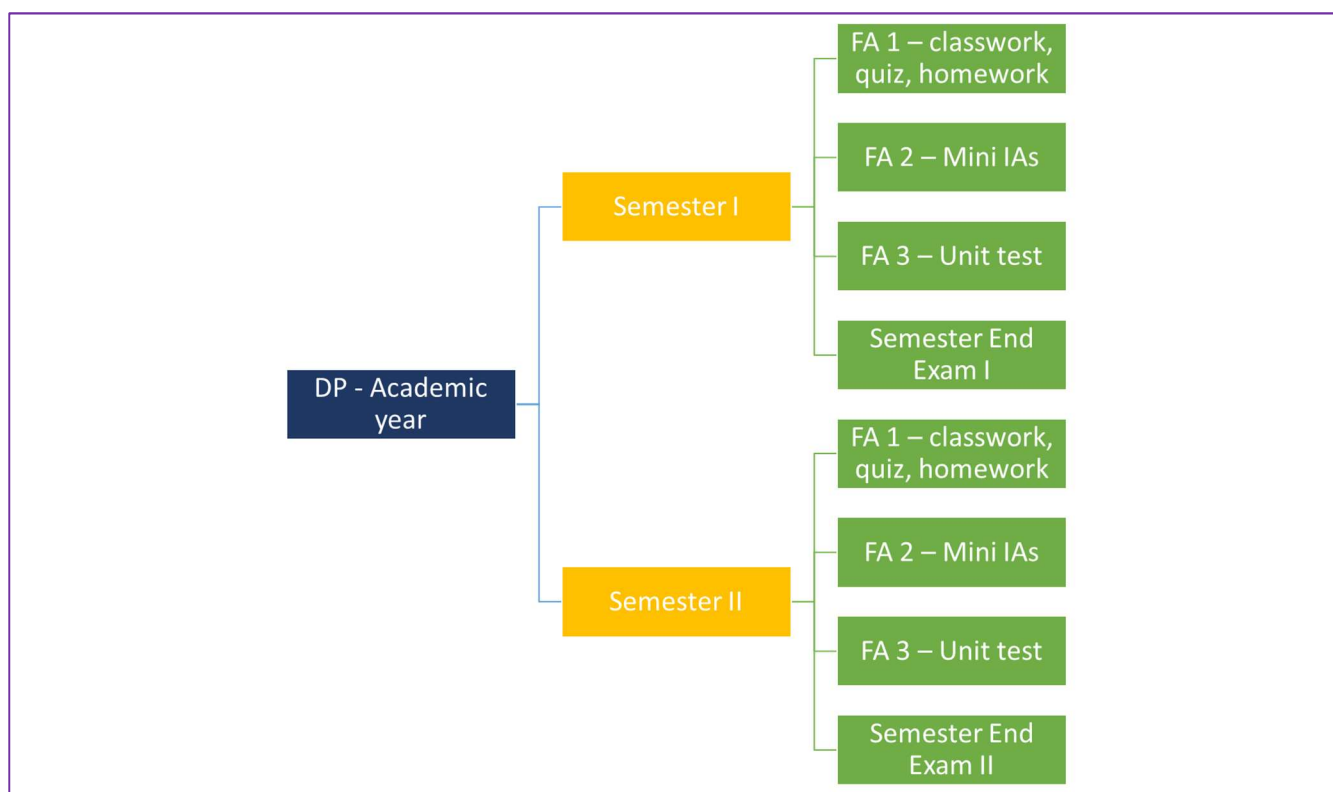 DP - Academic
year
Semester I
FA 1 – classwork,
quiz, homework
FA 2 – Mini IAs
FA 3 – Unit test
Semester End
Exam I
Semester II
FA 1 – classwork,
quiz, homework
FA 2 – Mini IAs
FA 3 – Unit test
Semester End
Exam II